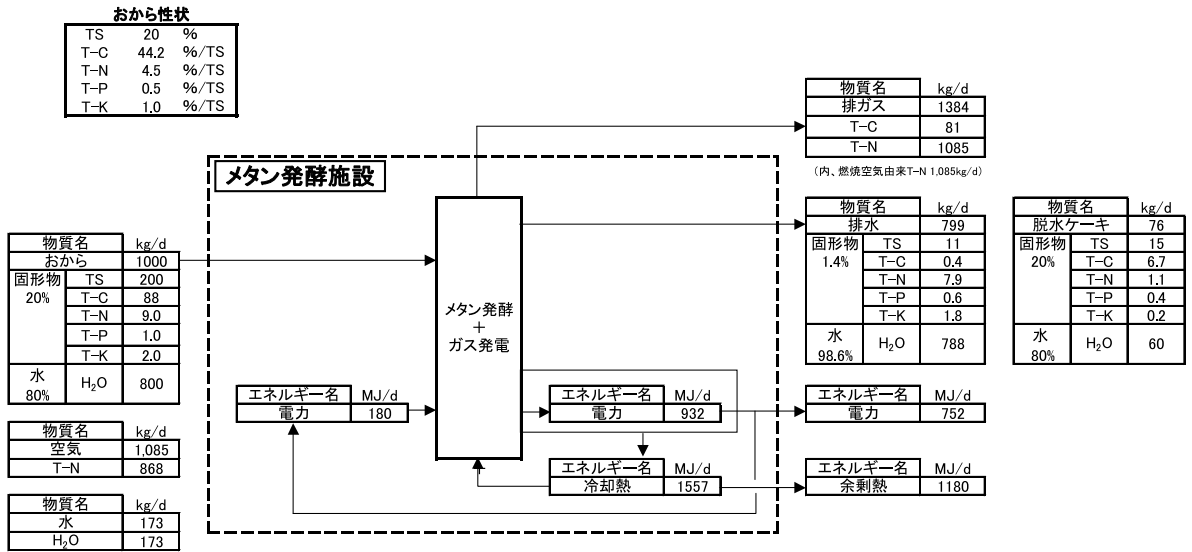 おから性状
TS 20 %
T-C 44.2 %/TS
T-N 4.5 %/TS
T-P 0.5 %/TS
T-K 1.0 %/TS
物質名 kg/d
排ガス 1384
T-C 81
T-N 1085
(内、燃焼空気由来T-N 1,085kg/d)
メタン発酵施設
物質名 kg/d
おから 1000
固形物 20% TS 200
T-C 88
T-N 9.0
T-P 1.0
T-K 2.0
水 80% H₂O 800
物質名 kg/d
空気 1,085
T-N 868
物質名 kg/d
水 173
H₂O 173
メタン発酵
+
ガス発電
エネルギー名 MJ/d
電力 180
エネルギー名 MJ/d
電力 932
エネルギー名 MJ/d
冷却熱 1557
物質名 kg/d
排水 799
固形物 1.4% TS 11
T-C 0.4
T-N 7.9
T-P 0.6
T-K 1.8
水 98.6% H₂O 788
物質名 kg/d
脱水ケーキ 76
固形物 20% TS 15
T-C 6.7
T-N 1.1
T-P 0.4
T-K 0.2
水 80% H₂O 60
エネルギー名 MJ/d
電力 752
エネルギー名 MJ/d
余剰熱 1180